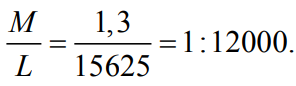 M/L = 1,3/15625 = 1:12000.